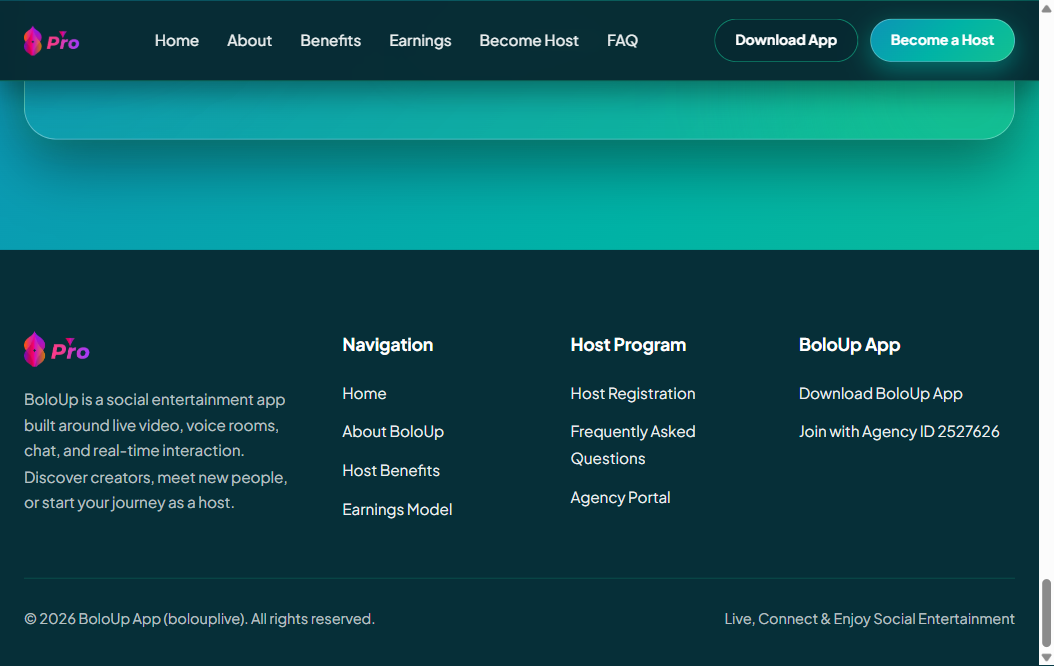 Pro
Home
About
Benefits
Earnings
Become Host
FAQ
Download App
Become a Host
Pro
BoloUp is a social entertainment app
built around live video, voice rooms,
chat, and real-time interaction.
Discover creators, meet new people,
or start your journey as a host.
Navigation
Home
About BoloUp
Host Benefits
Earnings Model
Host Program
Host Registration
Frequently Asked
Questions
Agency Portal
BoloUp App
Download BoloUp App
Join with Agency ID 2527626
© 2026 BoloUp App (bolouplive). All rights reserved.
Live, Connect & Enjoy Social Entertainment